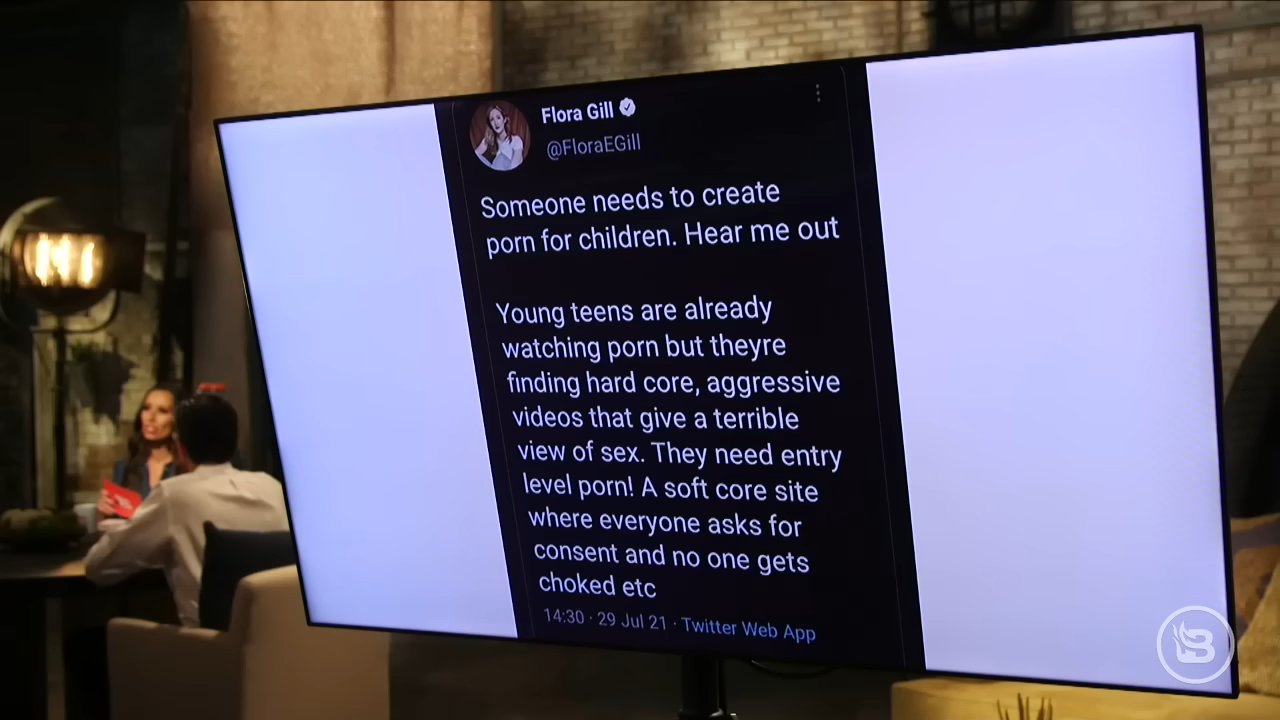 Flora Gill
@FloraEGill
Someone needs to create
porn for children. Hear me out
Young teens are already
watching porn but theyre
finding hard core, aggressive
videos that give a terrible
view of sex. They need entry
level porn! A soft core site
where everyone asks for
consent and no one gets
choked etc
14:30 · 29 Jul 21 · Twitter Web App
B